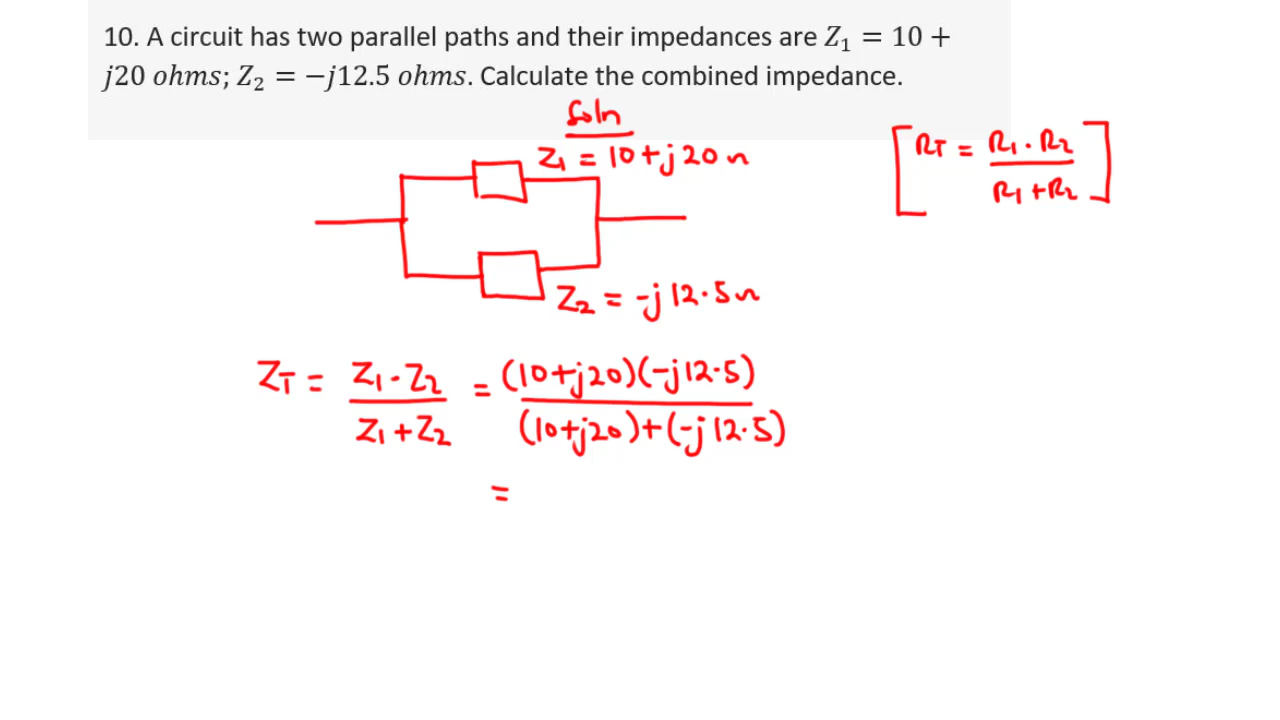 10. A circuit has two parallel paths and their impedances are Z₁ = 10 +
j20 ohms; Z₂ = −j12.5 ohms. Calculate the combined impedance.
Soln
Z₁ = 10+j20Ω
[RT = R₁·R₂ / R₁+R₂]
Z₂ = -j12.5Ω
ZT = Z₁·Z₂ / Z₁+Z₂ = (10+j20)(-j12.5) / (10+j20)+(-j12.5)
=